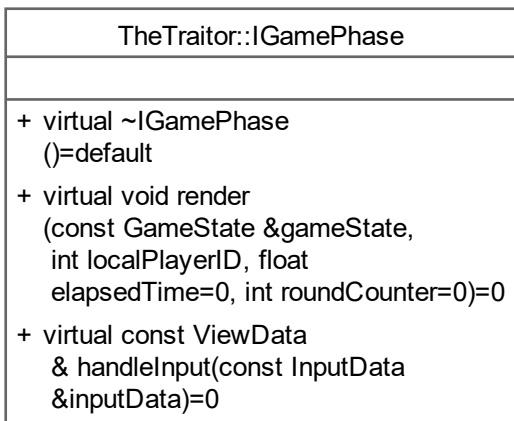 TheTraitor::IGamePhase
+ virtual ~IGamePhase
()=default
+ virtual void render
(const GameState &gameState,
int localPlayerID, float
elapsedTime=0, int roundCounter=0)=0
+ virtual const ViewData
& handleInput(const InputData
&inputData)=0